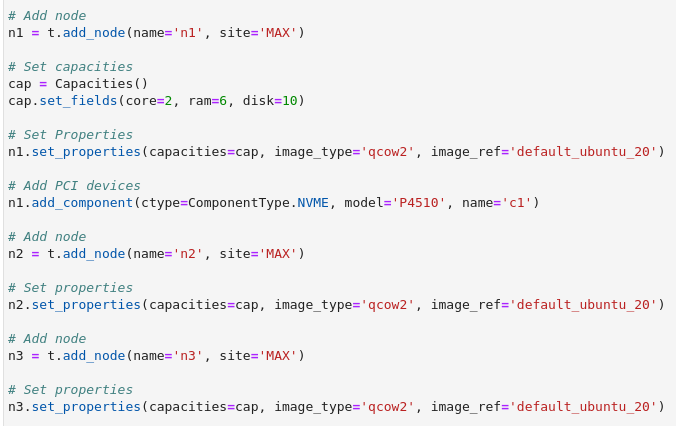 # Add node
n1 = t.add_node(name='n1', site='MAX')

# Set capacities
cap = Capacities()
cap.set_fields(core=2, ram=6, disk=10)

# Set Properties
n1.set_properties(capacities=cap, image_type='qcow2', image_ref='default_ubuntu_20')

# Add PCI devices
n1.add_component(ctype=ComponentType.NVME, model='P4510', name='c1')

# Add node
n2 = t.add_node(name='n2', site='MAX')

# Set properties
n2.set_properties(capacities=cap, image_type='qcow2', image_ref='default_ubuntu_20')

# Add node
n3 = t.add_node(name='n3', site='MAX')

# Set properties
n3.set_properties(capacities=cap, image_type='qcow2', image_ref='default_ubuntu_20')